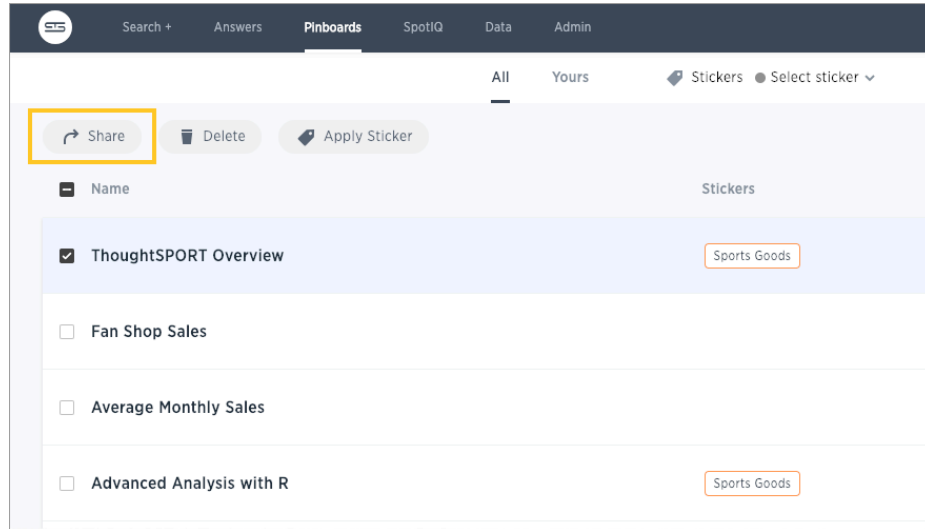 Search + Answers Pinboards SpotIQ Data Admin
All Yours Stickers Select sticker
Share Delete Apply Sticker
Name Stickers
ThoughtSPORT Overview Sports Goods
Fan Shop Sales
Average Monthly Sales
Advanced Analysis with R Sports Goods